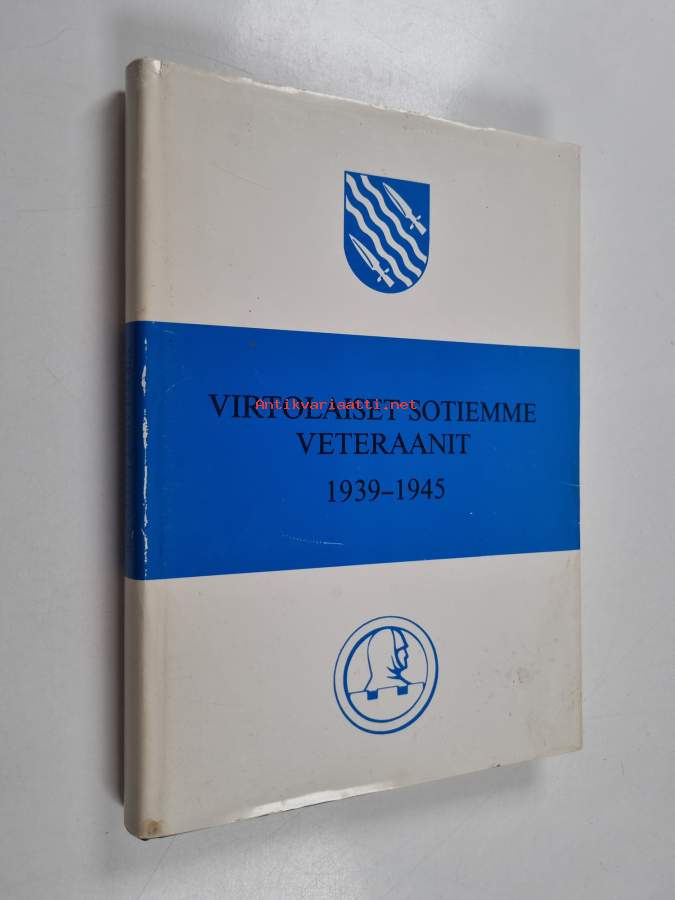 VIRTOLAISET SOTIEMME
Antikvariaatti.net
VETERAANIT
1939–1945